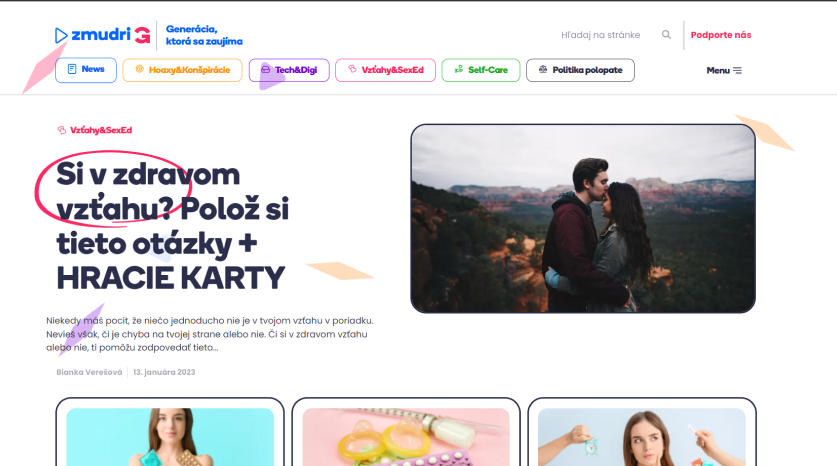 zmudri
Generácia,
ktorá sa zaujíma
Hľadaj na stránke
Podporte nás
News
Hoaxy&Konšpirácie
Tech&Digi
Vzťahy&SexEd
Self-Care
Politika polopate
Menu
Vzťahy&SexEd
Si v zdravom
vzťahu? Polož si
tieto otázky +
HRACIE KARTY
Niekedy máš pocit, že niečo jednoducho nie je v tvojom vzťahu v poriadku.
Nevieš však, či je chyba na tvojej strane alebo nie. Či si v zdravom vzťahu
alebo nie, ti pomôžu zodpovedať tieto...
Bianka Verešová
13. januára 2023